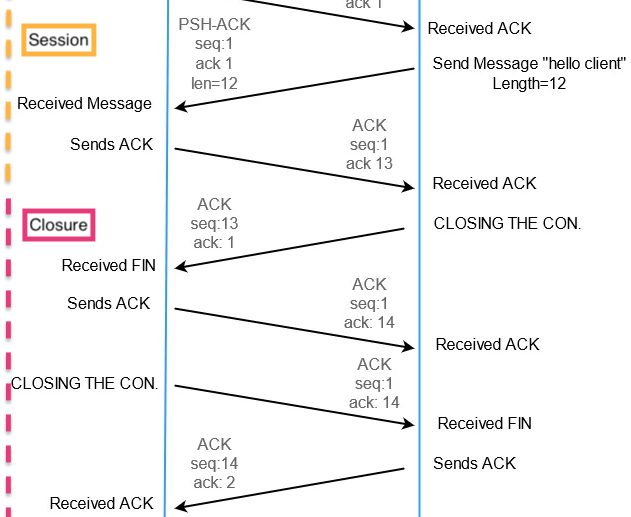 ack 1
PSH-ACK
Received ACK
Session
seq:1
ack 1
Send Message "hello client"
len=12
Length=12
Received Message
ACK
Sends ACK
seq:1
ack 13
Received ACK
ACK
Closure
seq:13
CLOSING THE CON.
ack: 1
Received FIN
ACK
Sends ACK
seq:1
ack: 14
Received ACK
ACK
CLOSING THE CON.
seq:1
ack: 14
Received FIN
ACK
seq:14
Sends ACK
ack: 2
Received ACK